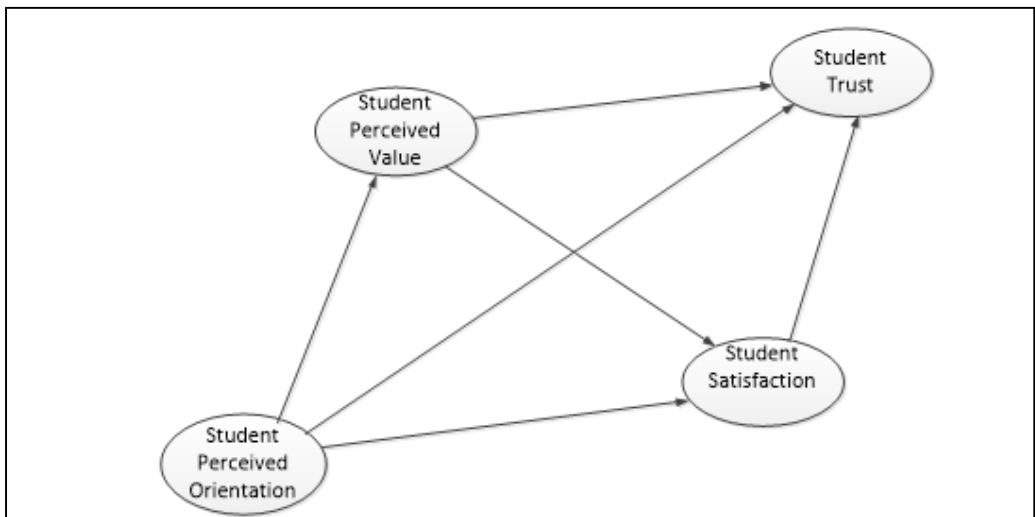 Student
Trust
Student
Perceived
Value
Student
Satisfaction
Student
Perceived
Orientation